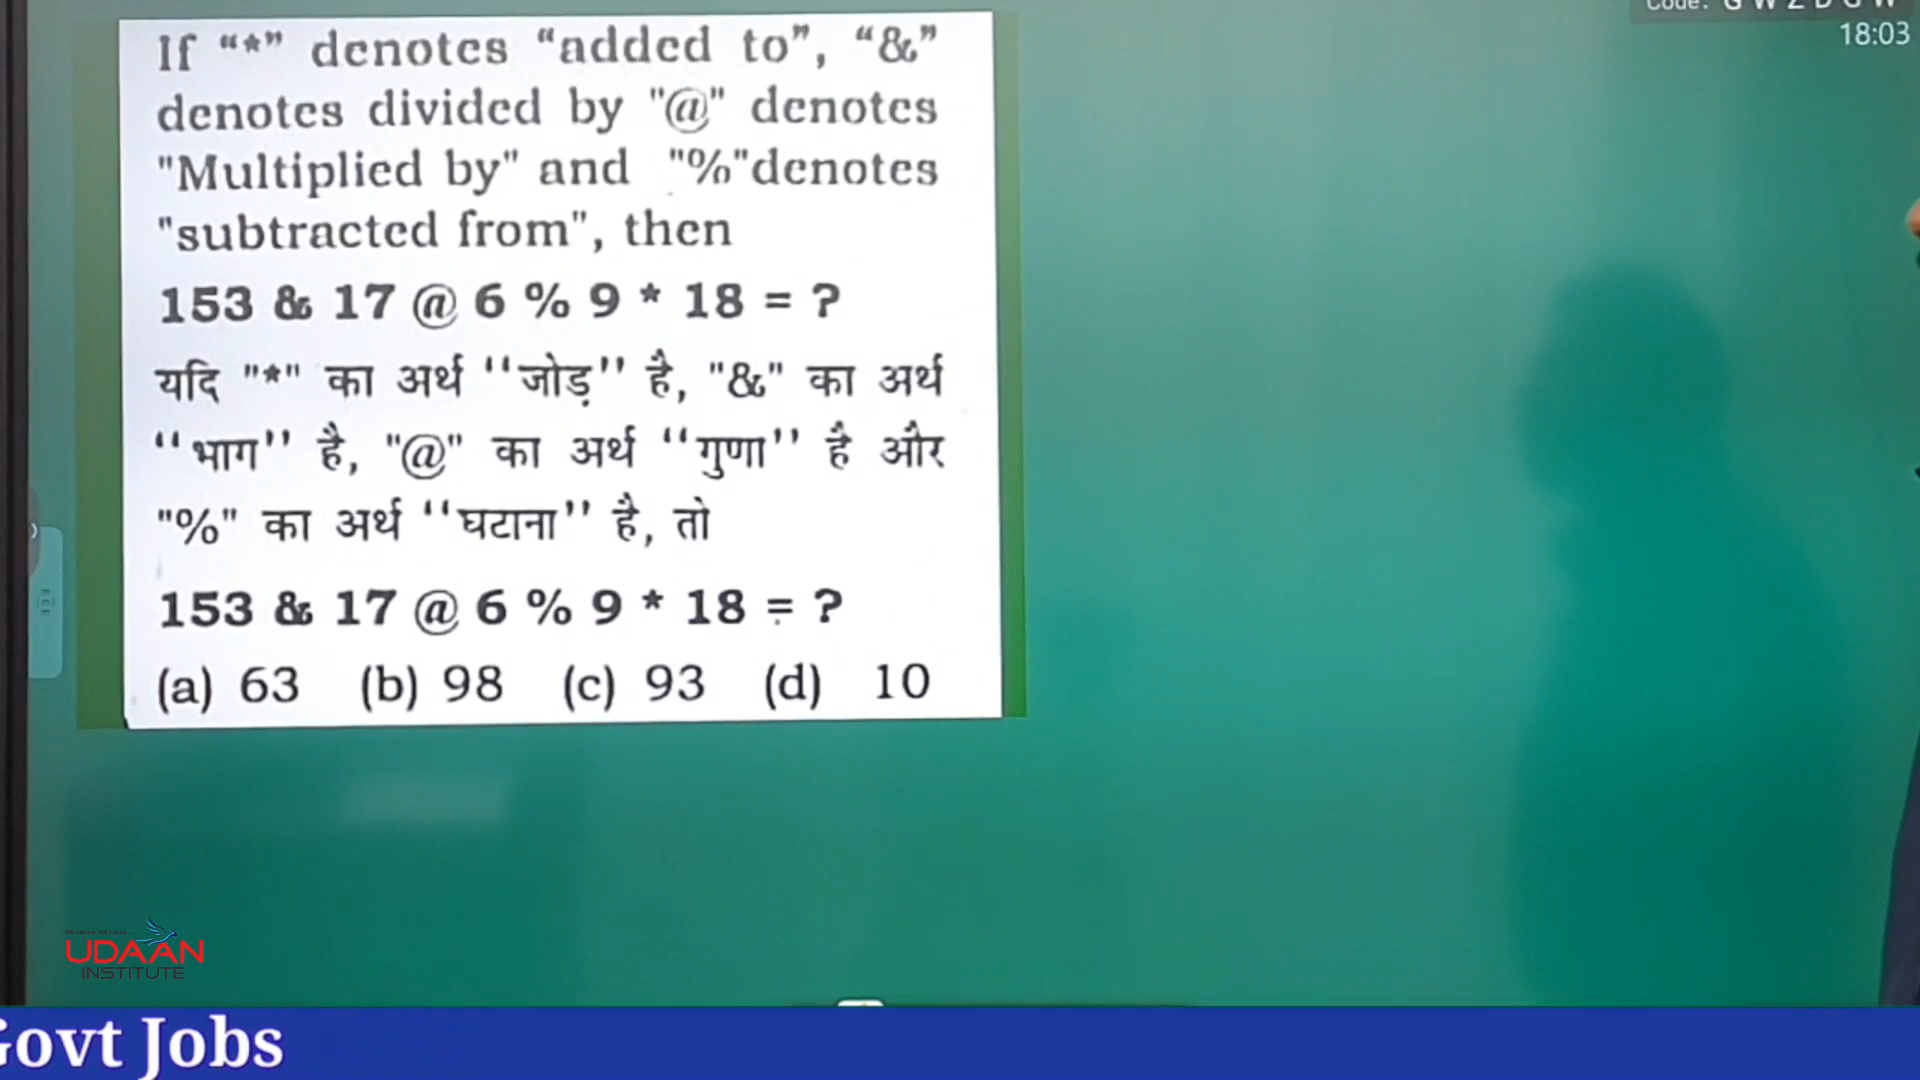 18:03
If “*” denotes “added to”, “&”
denotes divided by "@" denotes
"Multiplied by" and "%"denotes
"subtracted from", then
153 & 17 @ 6 % 9 * 18 = ?
यदि "*" का अर्थ ‘‘जोड़’’ है, "&" का अर्थ
‘‘भाग’’ है, "@" का अर्थ ‘‘गुणा’’ है और
"%" का अर्थ ‘‘घटाना’’ है, तो
153 & 17 @ 6 % 9 * 18 = ?
(a) 63 (b) 98 (c) 93 (d) 10
UDAAN
INSTITUTE
Govt Jobs